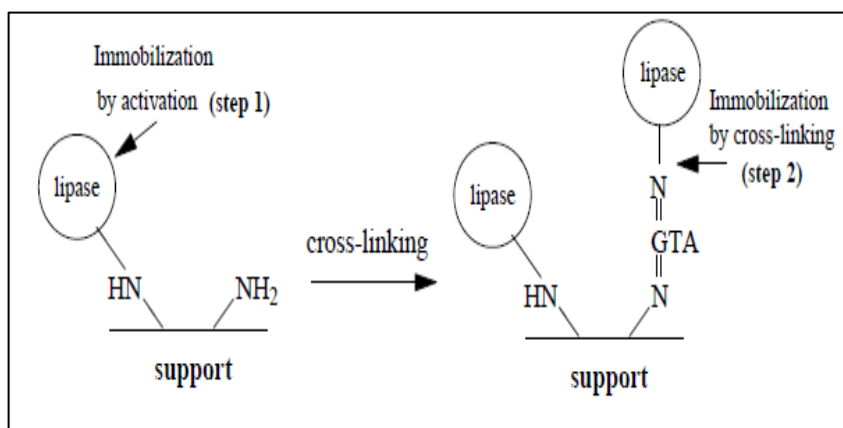 Immobilization
by activation (step 1)
lipase
HN
NH₂
support
cross-linking
lipase
Immobilization
by cross-linking
(step 2)
N
GTA
N
lipase
HN
support